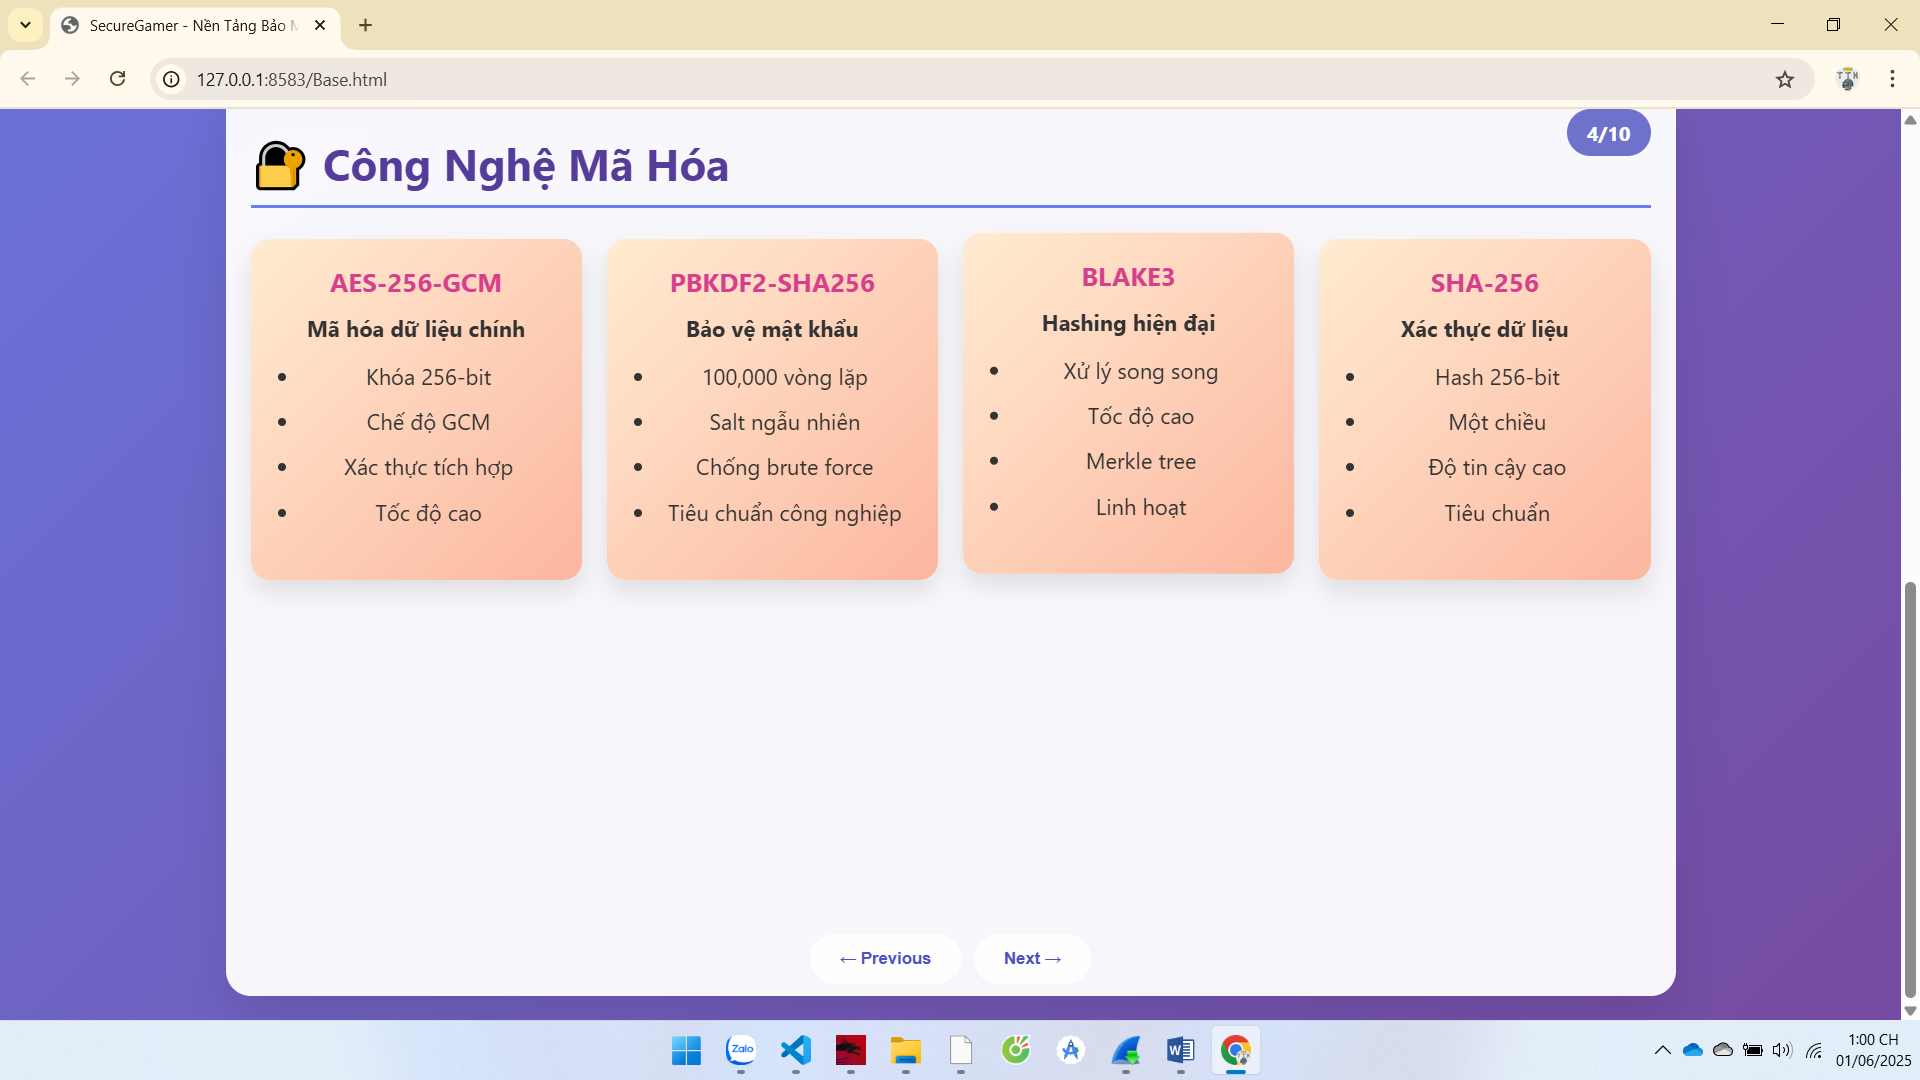 SecureGamer - Nền Tảng Bảo
127.0.0.1:8583/Base.html
4/10
Công Nghệ Mã Hóa
AES-256-GCM
Mã hóa dữ liệu chính
Khóa 256-bit
Chế độ GCM
Xác thực tích hợp
Tốc độ cao
PBKDF2-SHA256
Bảo vệ mật khẩu
100,000 vòng lặp
Salt ngẫu nhiên
Chống brute force
Tiêu chuẩn công nghiệp
BLAKE3
Hashing hiện đại
Xử lý song song
Tốc độ cao
Merkle tree
Linh hoạt
SHA-256
Xác thực dữ liệu
Hash 256-bit
Một chiều
Độ tin cậy cao
Tiêu chuẩn
← Previous
Next →
Zalo
1:00 CH
01/06/2025